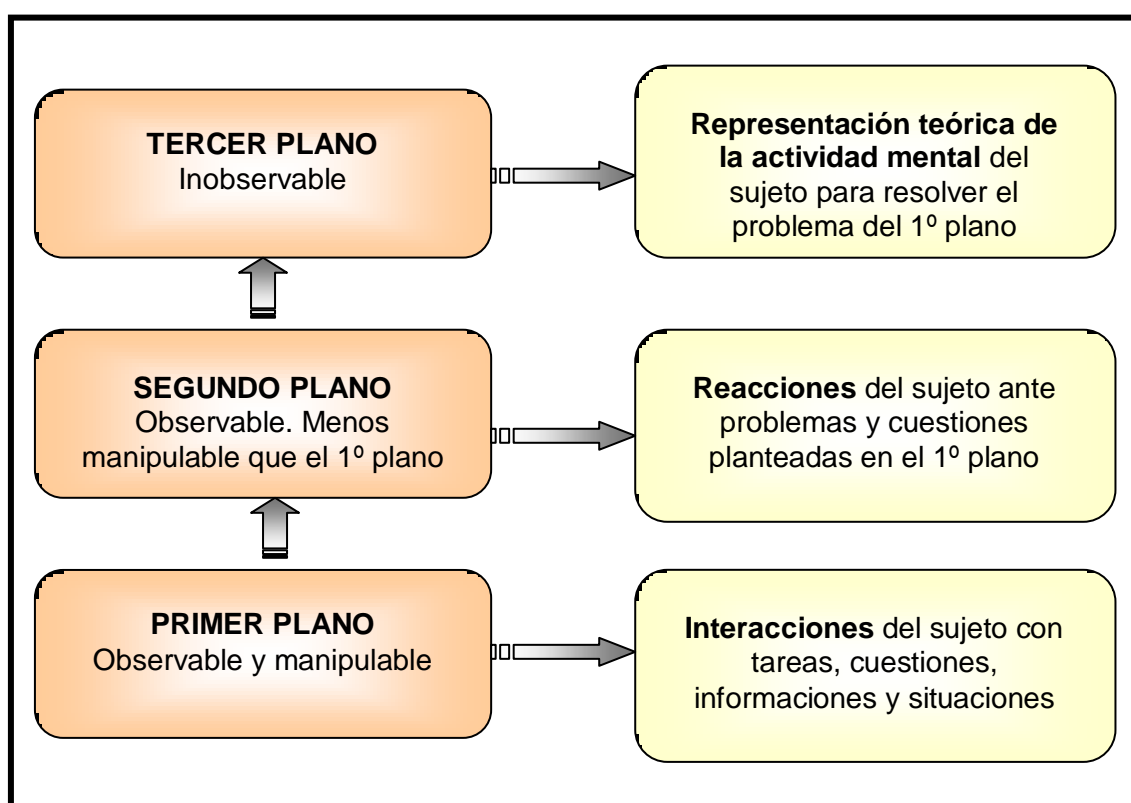 TERCER PLANO
Inobservable
Representación teórica de
la actividad mental del
sujeto para resolver el
problema del 1º plano
SEGUNDO PLANO
Observable. Menos
manipulable que el 1º plano
Reacciones del sujeto ante
problemas y cuestiones
planteadas en el 1º plano
PRIMER PLANO
Observable y manipulable
Interacciones del sujeto con
tareas, cuestiones,
informaciones y situaciones